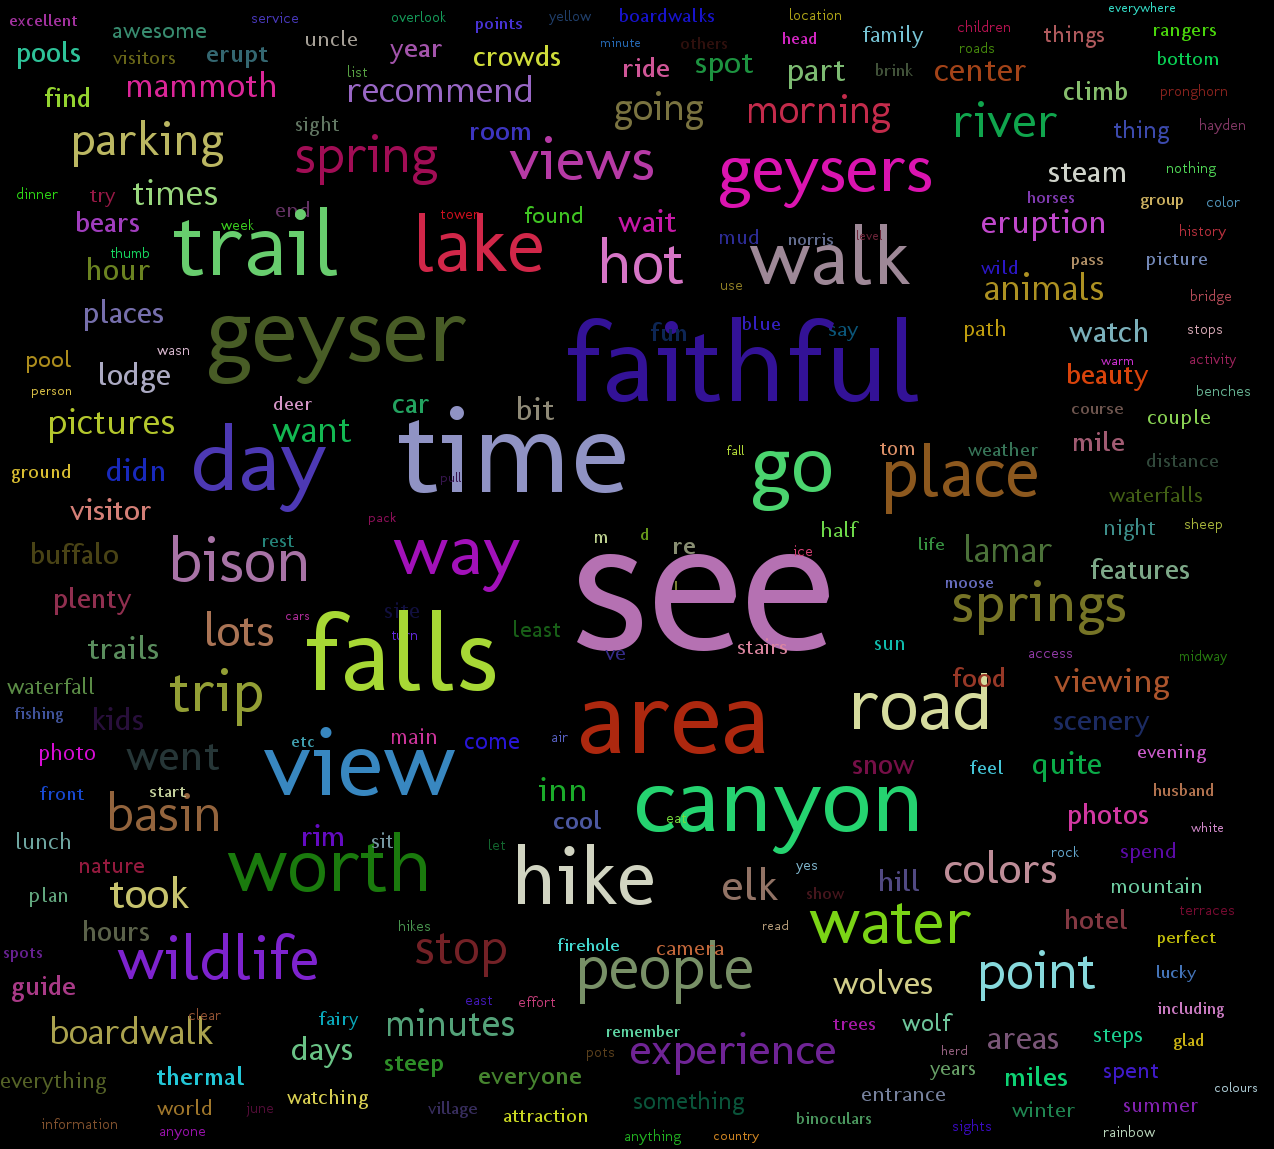 excellent service overlook points yellow boardwalks location everywhere
pools awesome visitors erupt uncle year crowds minute others head family children roads things rangers bottom
find mammoth list recommend ride spot part brink center climb pronghorn
parking sight spring room views going morning geysers river thing hayden
dinner try times end week tower found wait hot mud norris level walk steam horses group nothing color
bears thumb hour trail lake use wild eruption pass picture history
places geyser faithful fun blue say animals path watch bridge stops
pool wasn lodge person deer car bit warm beauty activity benches
pictures want time day fall go tom place weather course couple mile distance
ground didn pull visitor pack waterfalls
buffalo bison rest way m d re see ice half life lamar night sheep features
plenty lots cars site turn falls least l ve stairs moose springs
trails waterfall trip sun food access midway viewing
fishing kids photo went etc view main come air area road scenery
front start basin inn cool canyon eat snow feel quite evening husband
lunch rim sit worth let hike yes elk hill colors rock photos white spend
nature plan took hours hikes stop firehole camera show read water mountain hotel terraces perfect
spots guide wildlife east effort people wolves point lucky including
boardwalk clear fairy minutes remember experience trees wolf areas steps glad
everything thermal days steep pots everyone herd years miles spent colours
information world anyone june watching village attraction something anything country binoculars entrance sights winter summer rainbow